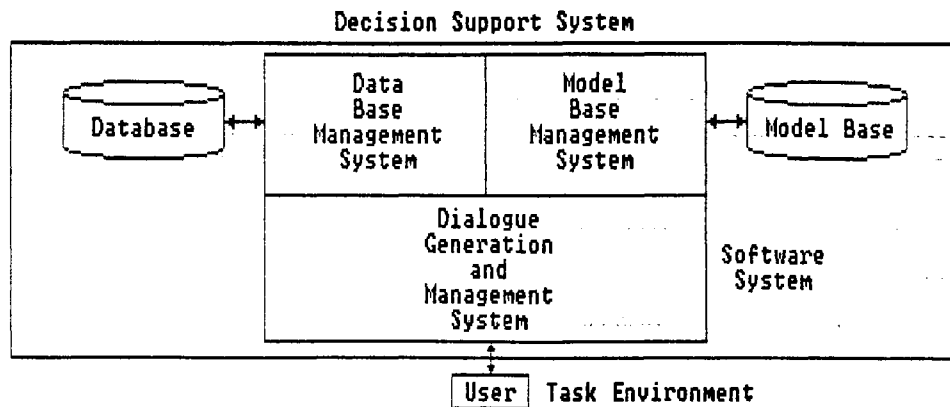 Decision Support System
Database
Data
Base
Management
System
Model
Base
Management
System
Model Base
Dialogue
Generation
and
Management
System
Software
System
User
Task Environment